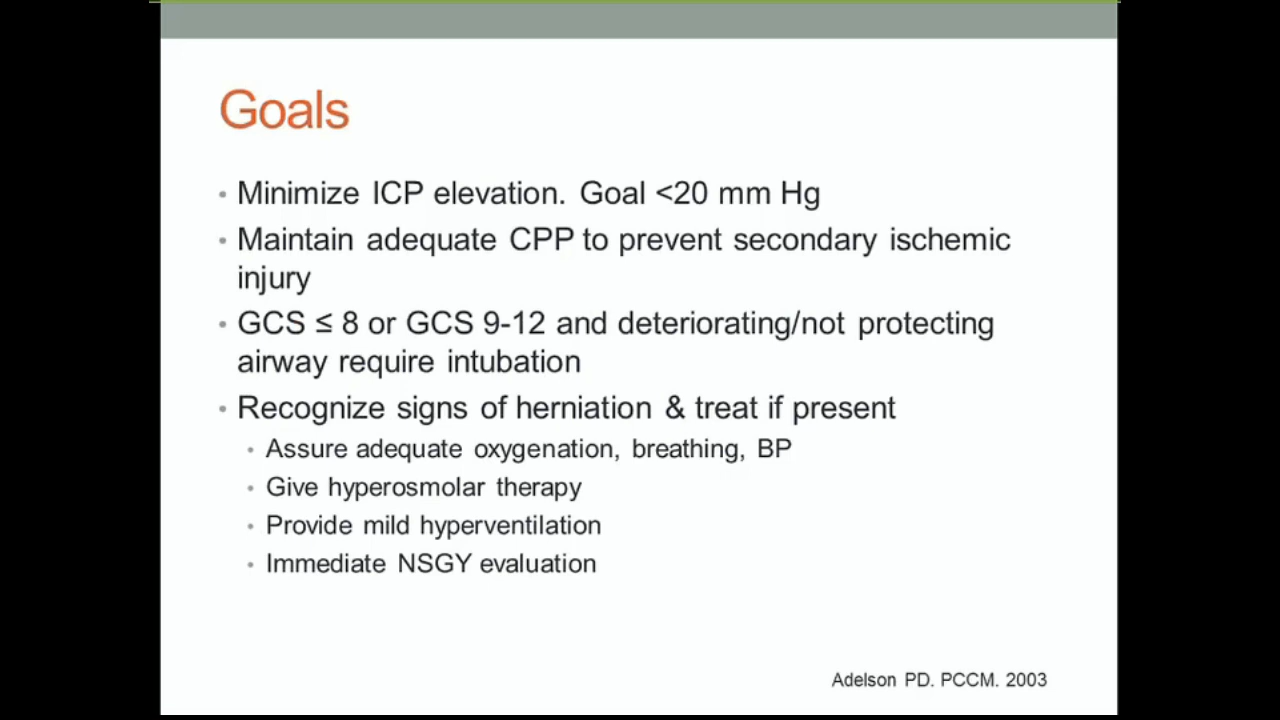 Goals
• Minimize ICP elevation. Goal <20 mm Hg
• Maintain adequate CPP to prevent secondary ischemic
injury
• GCS ≤ 8 or GCS 9-12 and deteriorating/not protecting
airway require intubation
• Recognize signs of herniation & treat if present
• Assure adequate oxygenation, breathing, BP
• Give hyperosmolar therapy
• Provide mild hyperventilation
• Immediate NSGY evaluation
Adelson PD. PCCM. 2003